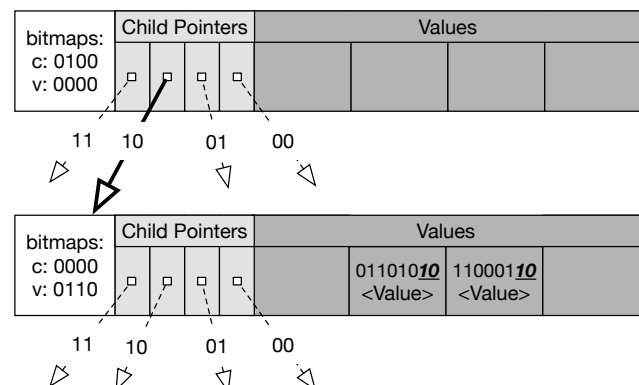 bitmaps:
c: 0100
v: 0000
Child Pointers
Values
11
10
01
00
bitmaps:
c: 0000
v: 0110
Child Pointers
Values
01101010
<Value>
11000110
<Value>
11
10
01
00